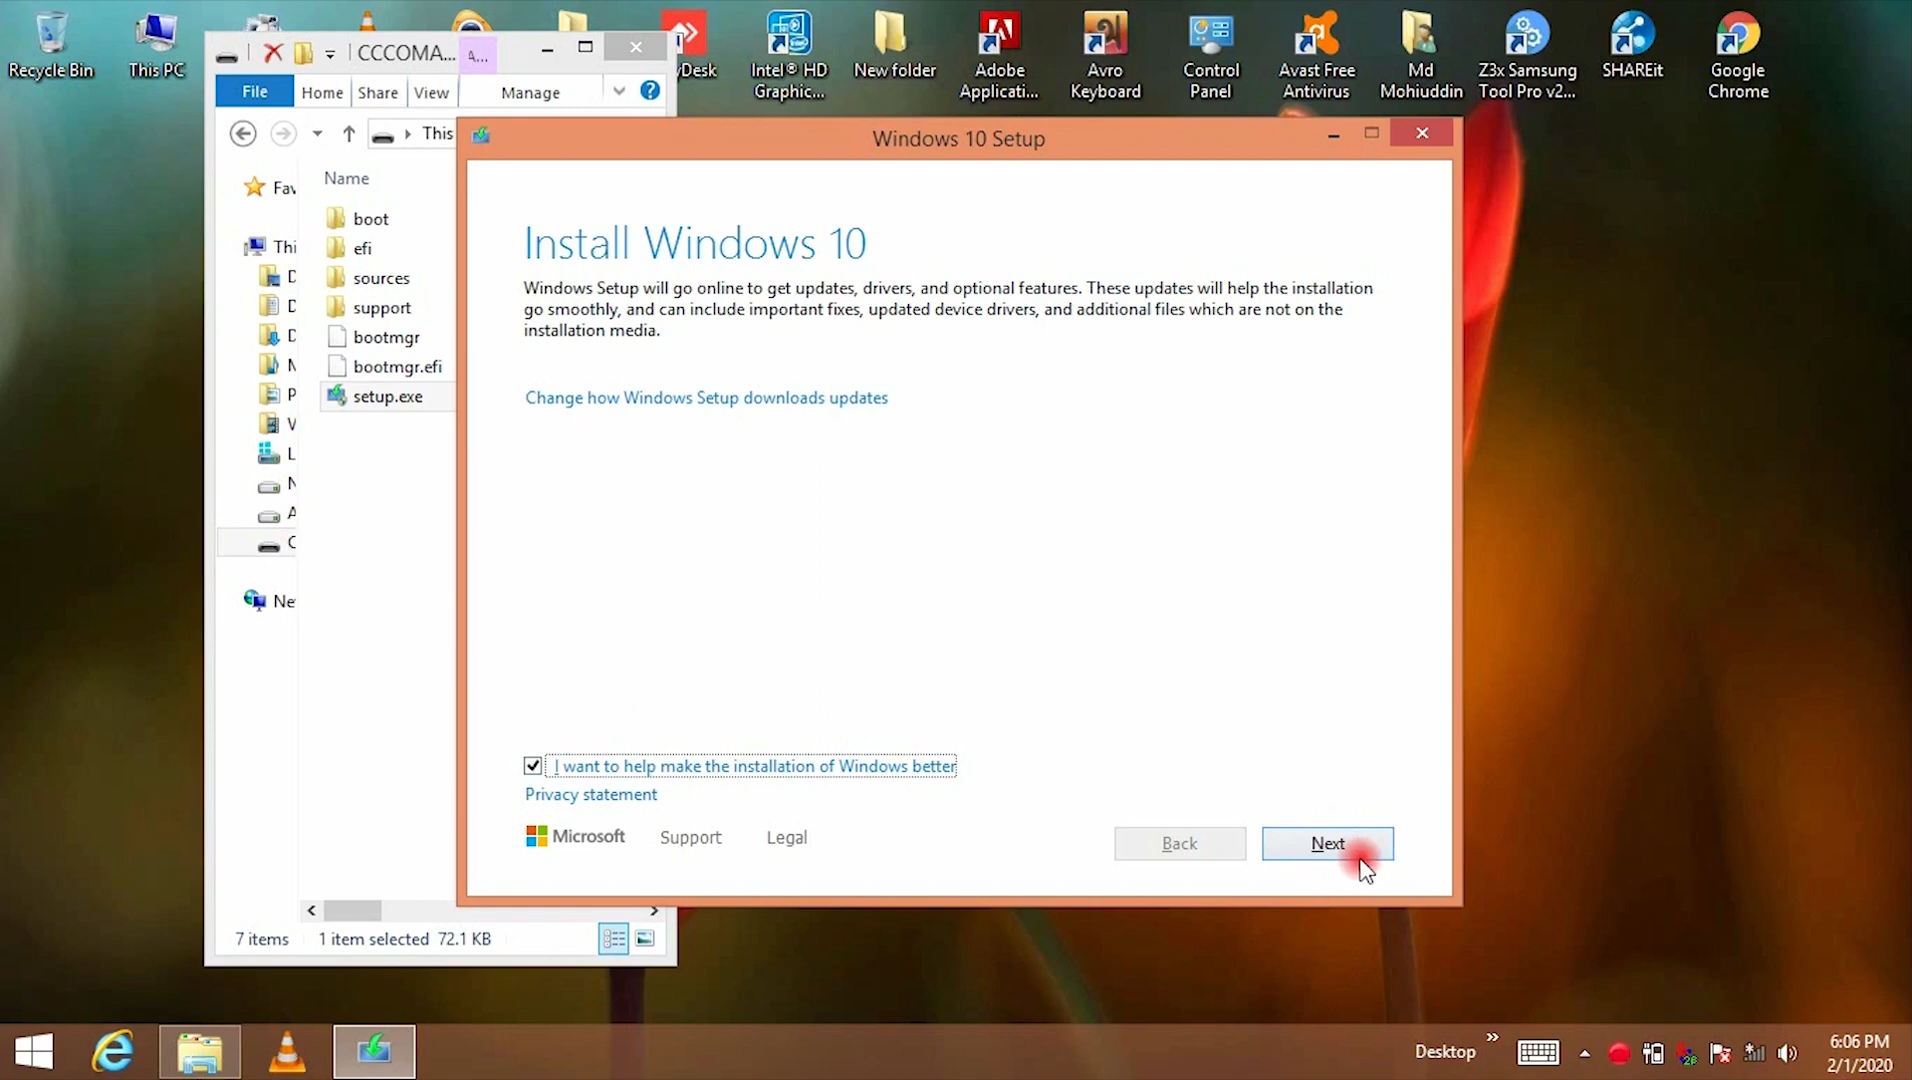 Recycle Bin
This PC
yDesk
Intel® HD
Graphic...
New folder
Adobe
Applicati...
Avro
Keyboard
Control
Panel
Avast Free
Antivirus
Md
Mohiuddin
Z3x Samsung
Tool Pro v2...
SHAREit
Google
Chrome
CCCOMA...
A...
File
Home
Share
View
Manage
This
Name
Fav
Thi
D
D
D
M
P
V
L
N
A
C
Ne
boot
efi
sources
support
bootmgr
bootmgr.efi
setup.exe
7 items
1 item selected 72.1 KB
Windows 10 Setup
Install Windows 10
Windows Setup will go online to get updates, drivers, and optional features. These updates will help the installation
go smoothly, and can include important fixes, updated device drivers, and additional files which are not on the
installation media.
Change how Windows Setup downloads updates
I want to help make the installation of Windows better
Privacy statement
Microsoft
Support
Legal
Back
Next
Desktop
6:06 PM
2/1/2020